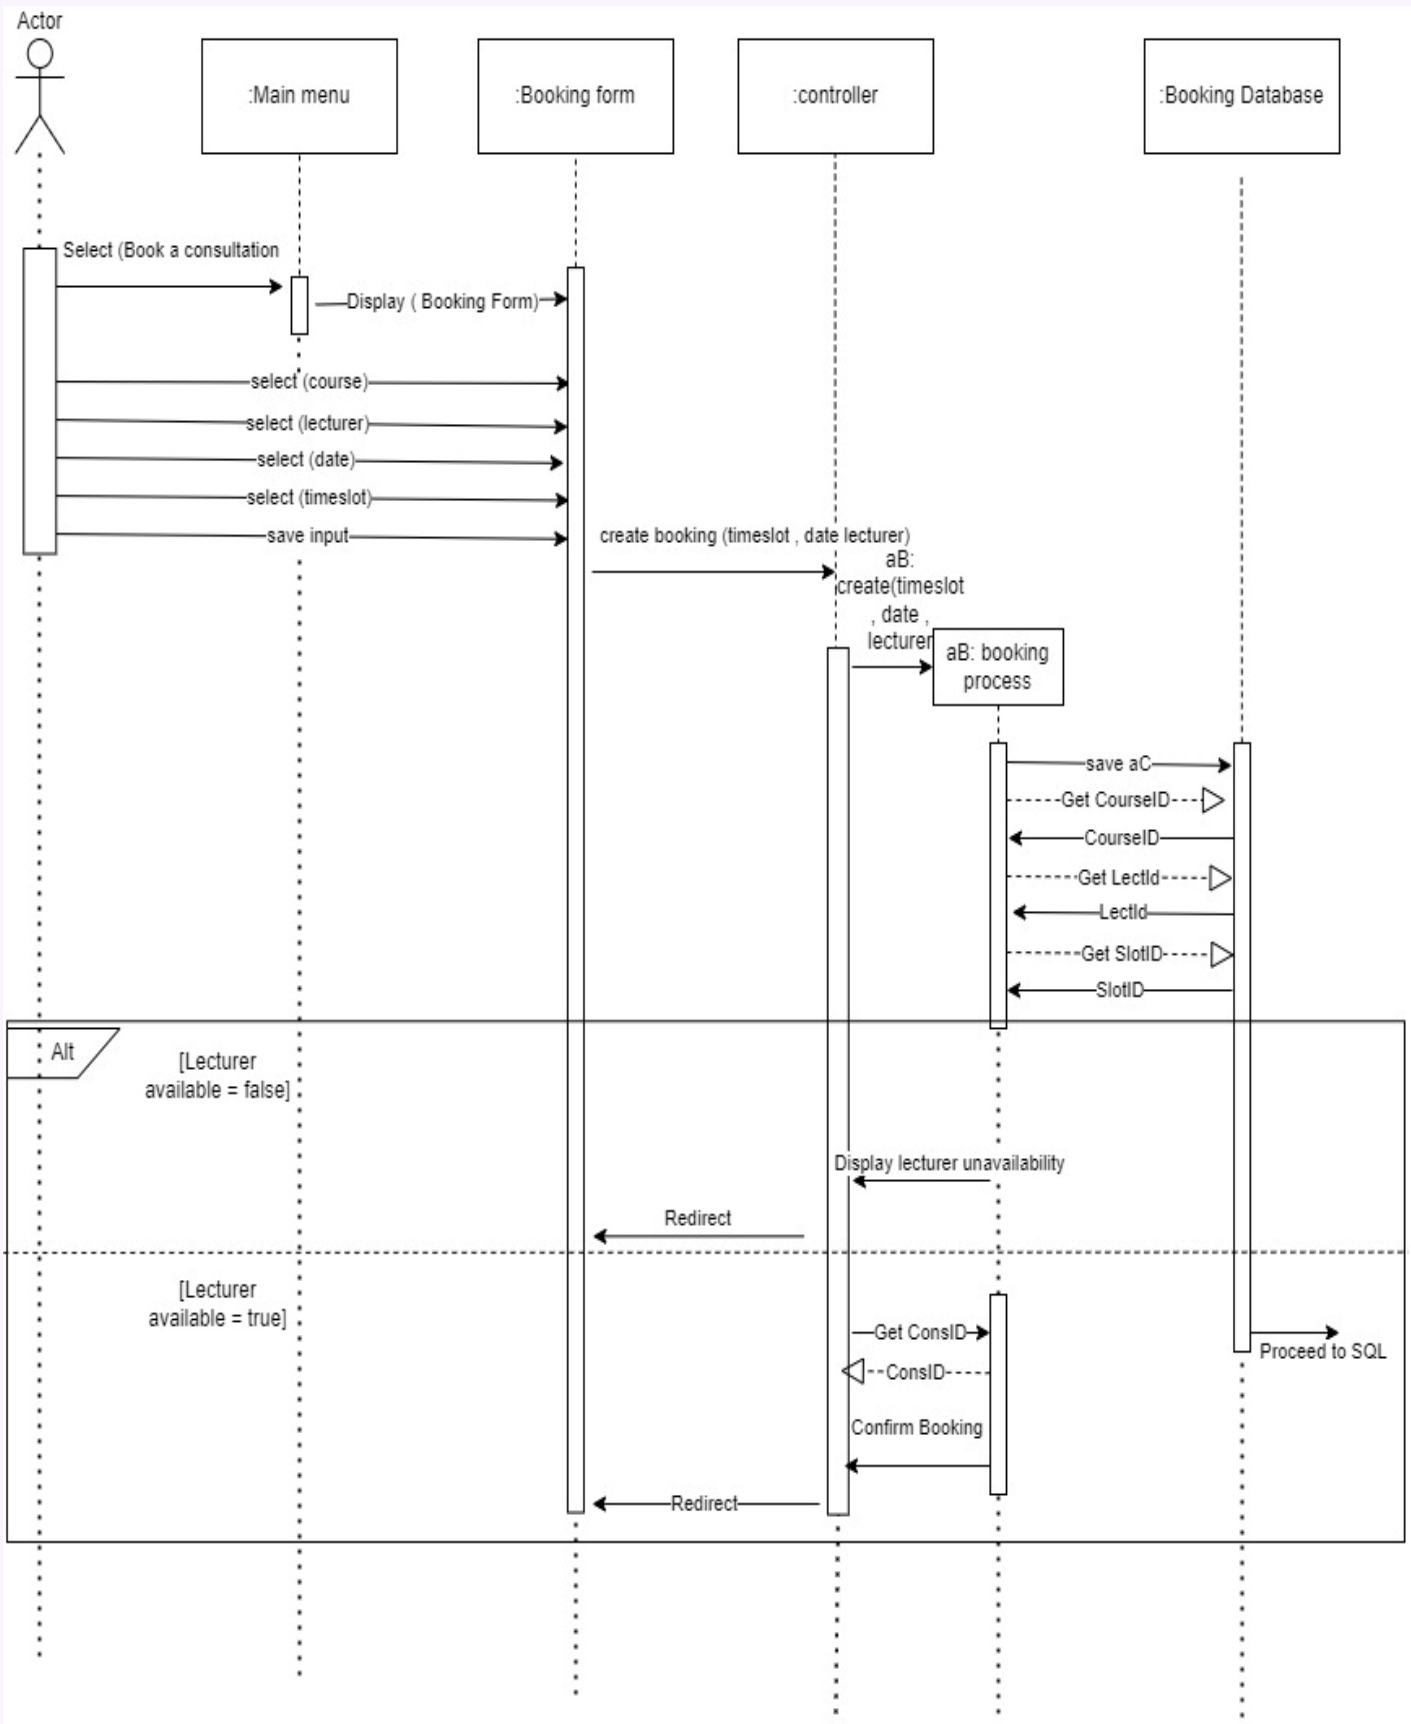 Actor
:Main menu
:Booking form
:controller
:Booking Database
Select (Book a consultation
Display ( Booking Form)
select (course)
select (lecturer)
select (date)
select (timeslot)
save input
create booking (timeslot , date lecturer)
aB:
create(timeslot
, date ,
lecturer
aB: booking
process
save aC
Get CourseID
CourseID
Get LectId
LectId
Get SlotID
SlotID
Alt
[Lecturer
available = false]
Display lecturer unavailability
Redirect
[Lecturer
available = true]
Get ConsID
Proceed to SQL
ConsID
Confirm Booking
Redirect